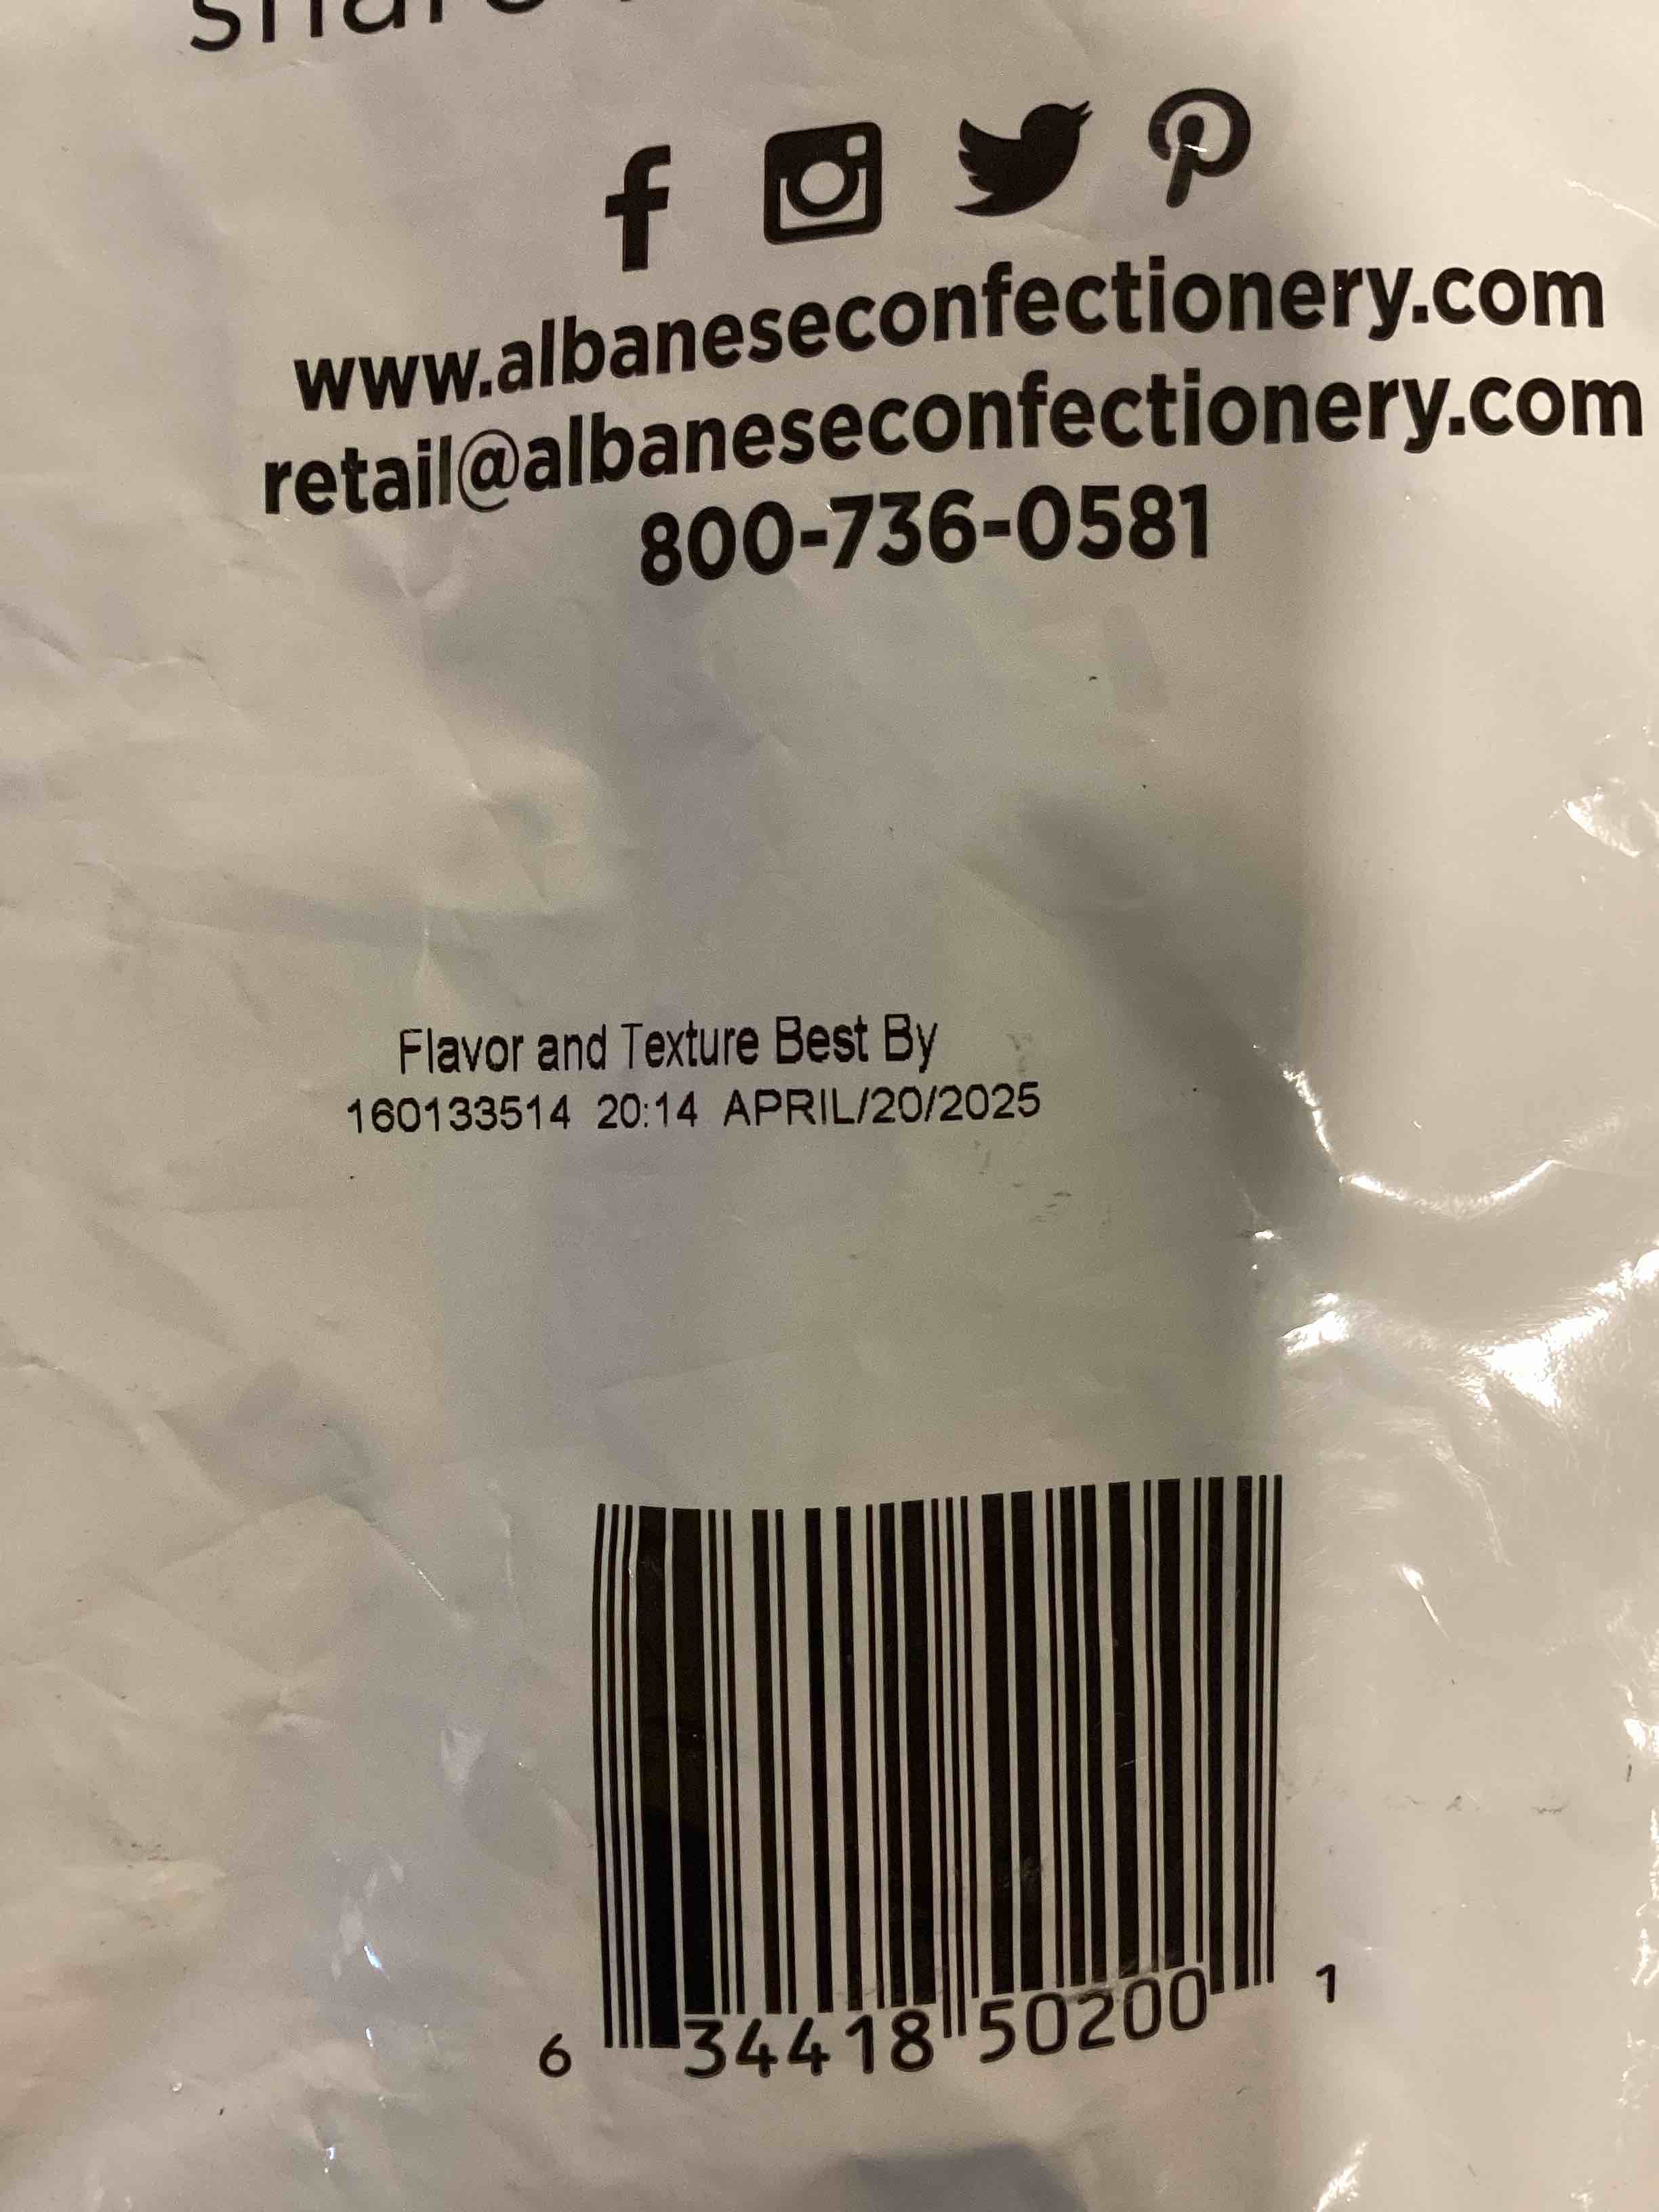 www.albaneseconfectionery.com
retail@albaneseconfectionery.com
800-736-0581
Flavor and Texture Best By
160133514 20:14 APRIL/20/2025
6 34418 50200 1